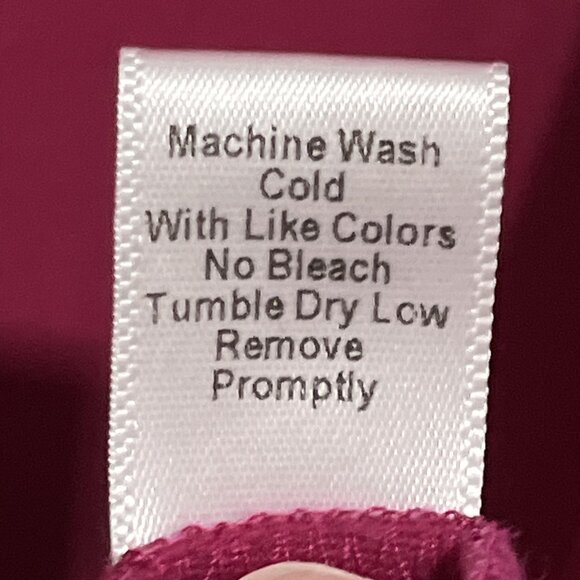 Machine Wash
Cold
With Like Colors
No Bleach
Tumble Dry Low
Remove
Promptly